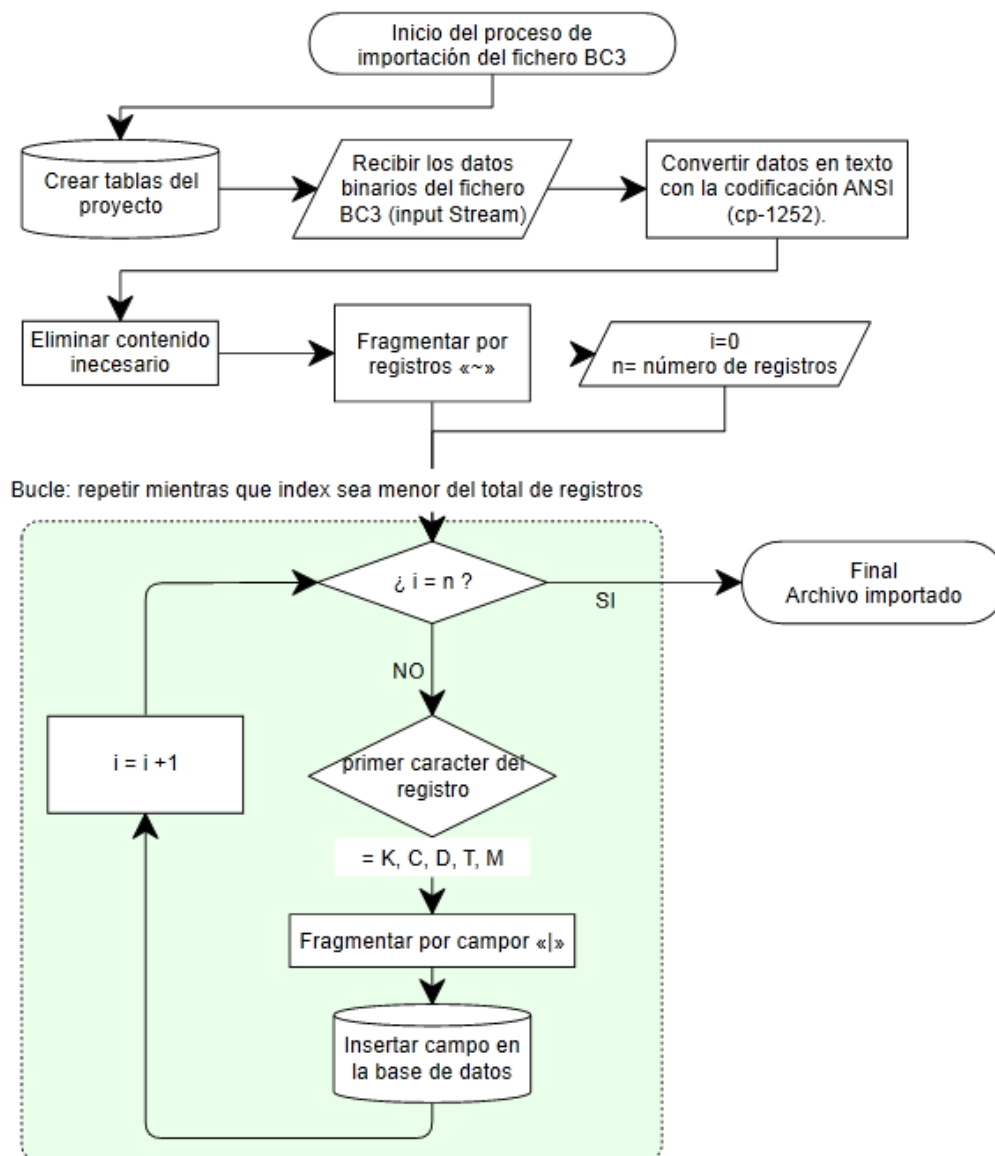 Inicio del proceso de
importación del fichero BC3
Crear tablas del
proyecto
Recibir los datos
binarios del fichero
BC3 (input Stream)
Convertir datos en texto
con la codificación ANSI
(cp-1252).
Eliminar contenido
inecesario
Fragmentar por
registros «~»
i=0
n= número de registros
Bucle: repetir mientras que index sea menor del total de registros
¿ i = n ?
SI
Final
Archivo importado
NO
i = i +1
primer caracter del
registro
= K, C, D, T, M
Fragmentar por campor «|»
Insertar campo en
la base de datos